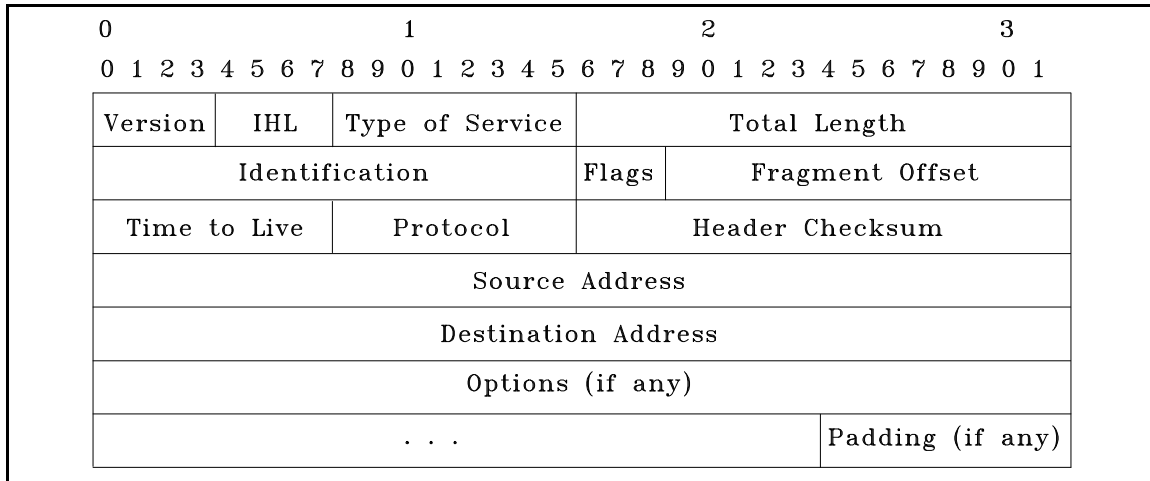 0 1 2 3
0 1 2 3 4 5 6 7 8 9 0 1 2 3 4 5 6 7 8 9 0 1 2 3 4 5 6 7 8 9 0 1
Version IHL Type of Service Total Length
Identification Flags Fragment Offset
Time to Live Protocol Header Checksum
Source Address
Destination Address
Options (if any)
. . . Padding (if any)